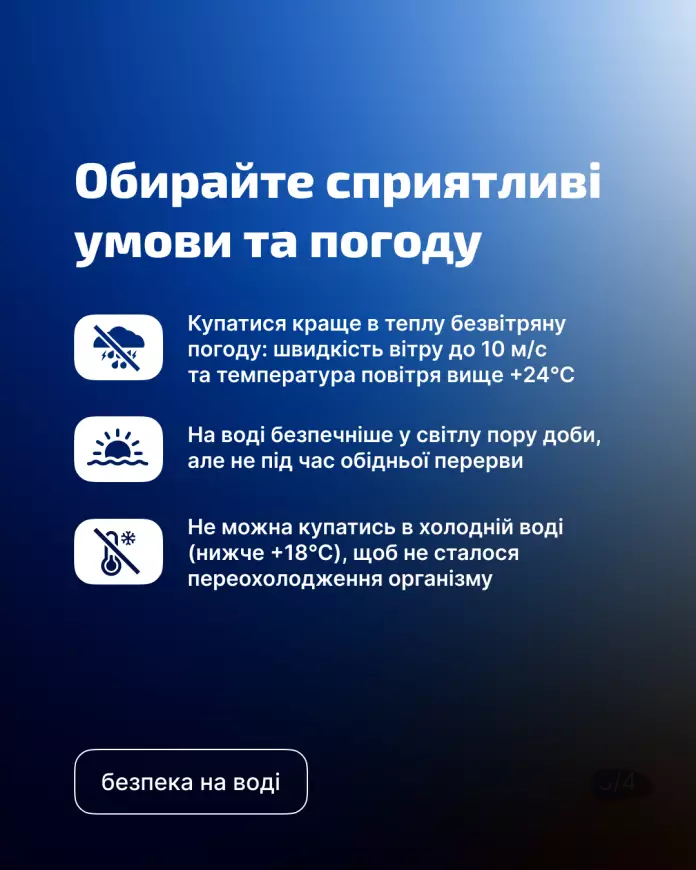 Обирайте сприятливі
умови та погоду
Купатися краще в теплу безвітряну
погоду: швидкість вітру до 10 м/с
та температура повітря вище +24°C
На воді безпечніше у світлу пору доби,
але не під час обідньої перерви
Не можна купатись в холодній воді
(нижче +18°C), щоб не сталося
переохолодження організму
безпека на воді